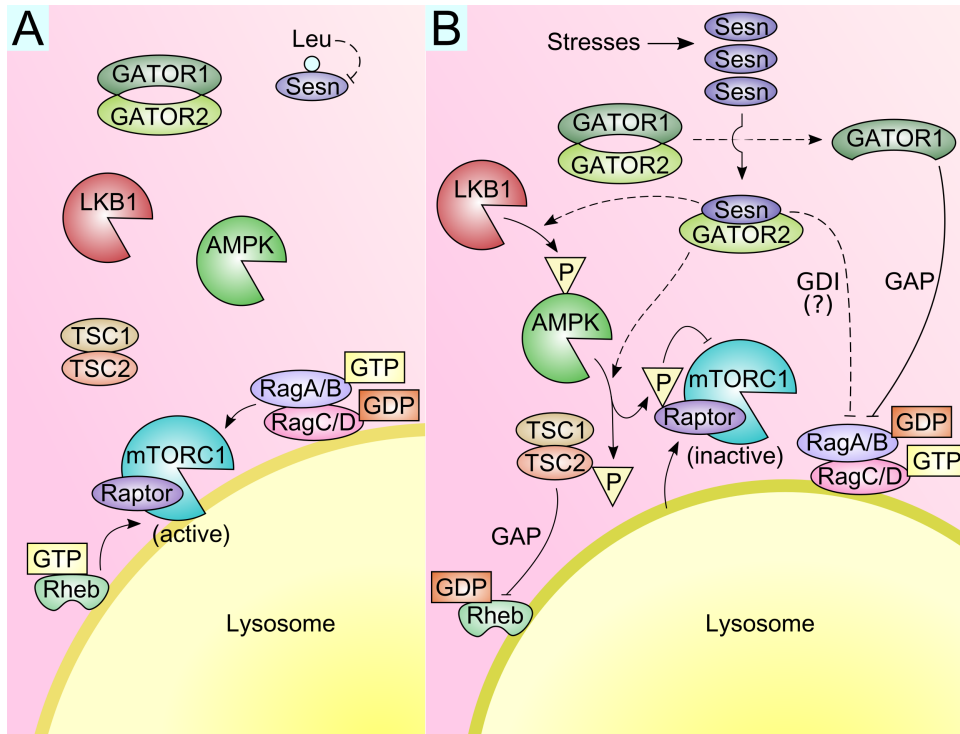 A
Leu
Sesn
GATOR1
GATOR2
LKB1
AMPK
TSC1
TSC2
GTP
RagA/B
GDP
RagC/D
mTORC1
Raptor
(active)
GTP
Rheb
Lysosome
B
Stresses
Sesn
Sesn
Sesn
GATOR1
GATOR2
GATOR1
LKB1
Sesn
GATOR2
P
GDI
(?)
GAP
AMPK
P
mTORC1
Raptor
(inactive)
TSC1
TSC2
P
GDP
RagA/B
GTP
RagC/D
GAP
GDP
Rheb
Lysosome